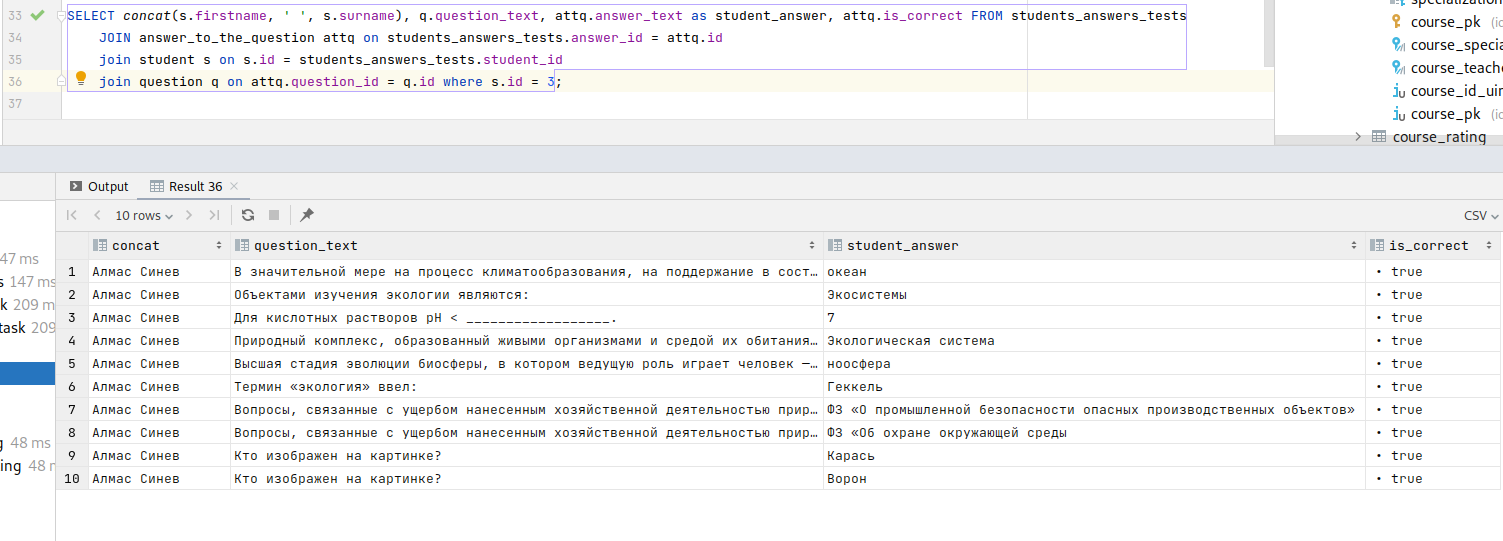 33 SELECT concat(s.firstname, ' ', s.surname), q.question_text, attq.answer_text as student_answer, attq.is_correct FROM students_answers_tests
34 JOIN answer_to_the_question attq on students_answers_tests.answer_id = attq.id
35 join student s on s.id = students_answers_tests.student_id
36 join question q on attq.question_id = q.id where s.id = 3;
37
course_pk
course_specia
course_teache
course_id_uin
course_pk
course_rating
Output Result 36
10 rows CSV
concat question_text student_answer is_correct
1 Алмас Синев В значительной мере на процесс климатообразования, на поддержание в сост… океан true
2 Алмас Синев Объектами изучения экологии являются: Экосистемы true
3 Алмас Синев Для кислотных растворов pH < __________________. 7 true
4 Алмас Синев Природный комплекс, образованный живыми организмами и средой их обитания… Экологическая система true
5 Алмас Синев Высшая стадия эволюции биосферы, в котором ведущую роль играет человек —… ноосфера true
6 Алмас Синев Термин «экология» ввел: Геккель true
7 Алмас Синев Вопросы, связанные с ущербом нанесенным хозяйственной деятельностью прир… ФЗ «О промышленной безопасности опасных производственных объектов» true
8 Алмас Синев Вопросы, связанные с ущербом нанесенным хозяйственной деятельностью прир… ФЗ «Об охране окружающей среды true
9 Алмас Синев Кто изображен на картинке? Карась true
10 Алмас Синев Кто изображен на картинке? Ворон true
47 ms
s 147 ms
k 209 m
task 209
48 ms
ing 48 r